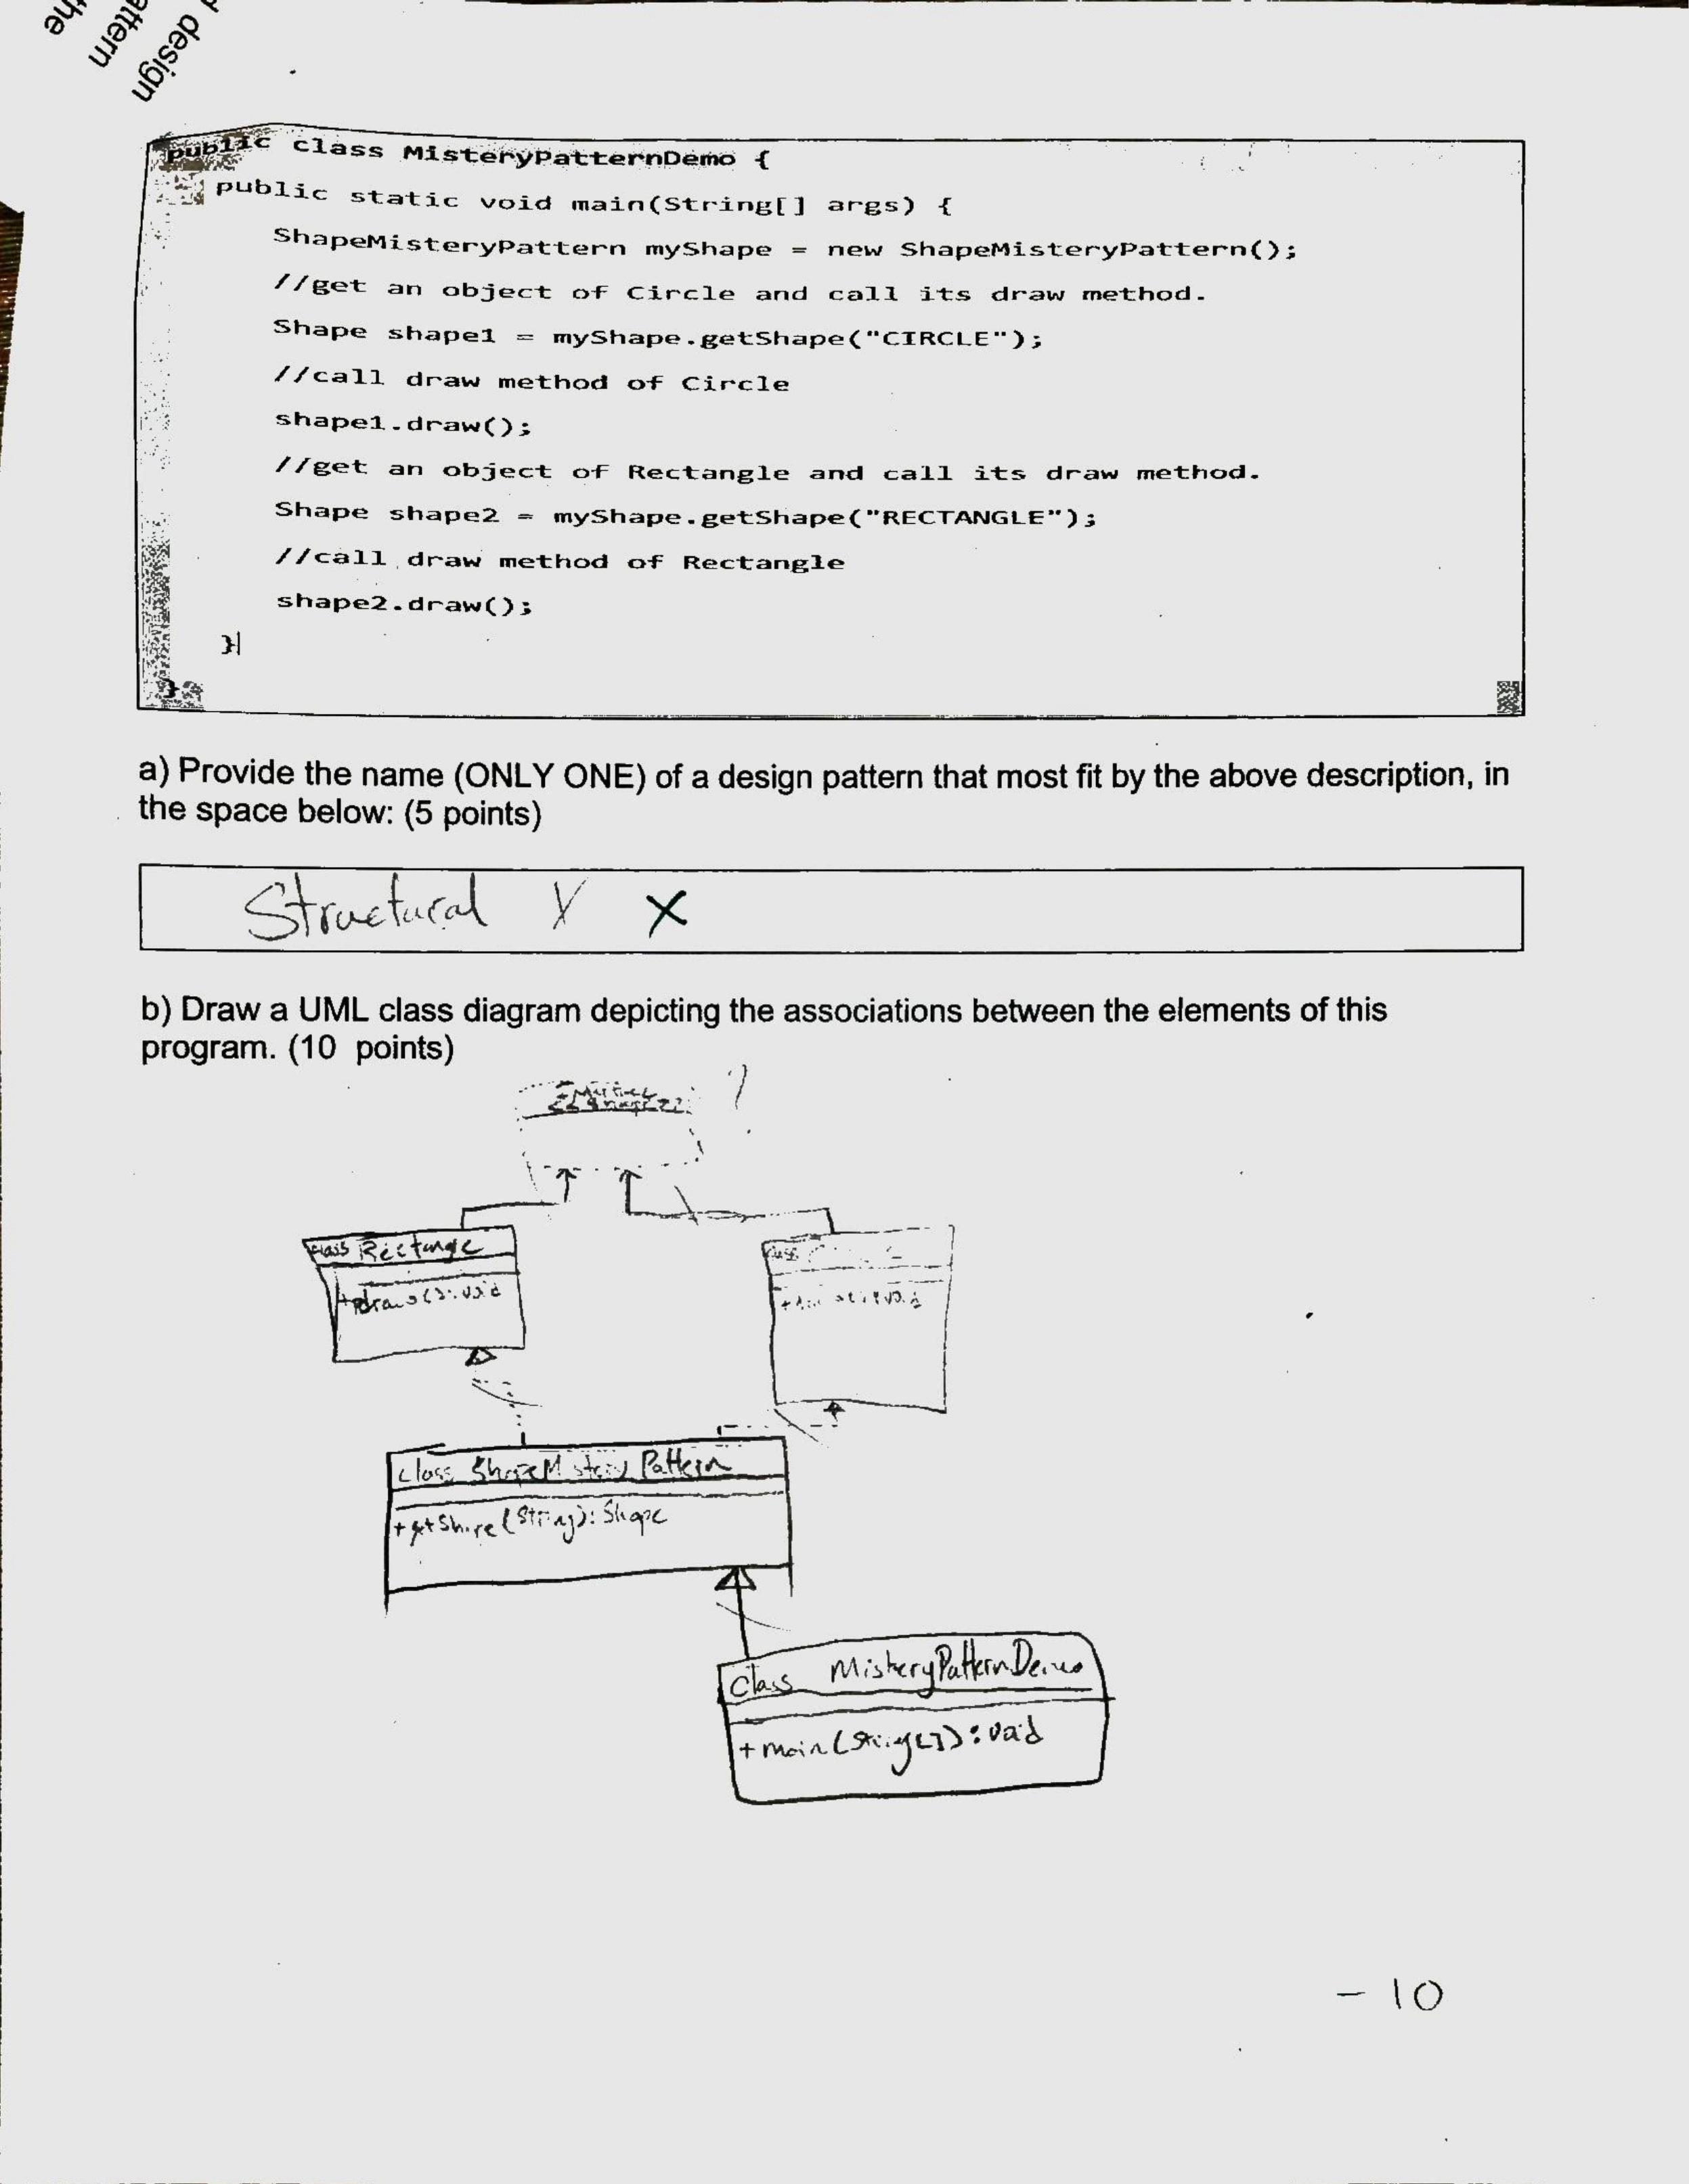 the
attern
design
public class MisteryPatternDemo {
public static void main(String[] args) {
ShapeMisteryPattern myShape = new ShapeMisteryPattern();
//get an object of Circle and call its draw method.
Shape shape1 = myShape.getShape("CIRCLE");
//call draw method of Circle
shape1.draw();
//get an object of Rectangle and call its draw method.
Shape shape2 = myShape.getShape("RECTANGLE");
//call draw method of Rectangle
shape2.draw();
}
}
a) Provide the name (ONLY ONE) of a design pattern that most fit by the above description, in
the space below: (5 points)
Structural X X
b) Draw a UML class diagram depicting the associations between the elements of this
program. (10 points)
?
class Rectangle
+draw(): void
class
class ShapeMistery Pattern
+getShape(String): Shape
class MisteryPatternDemo
+main(String[]): void
- 10